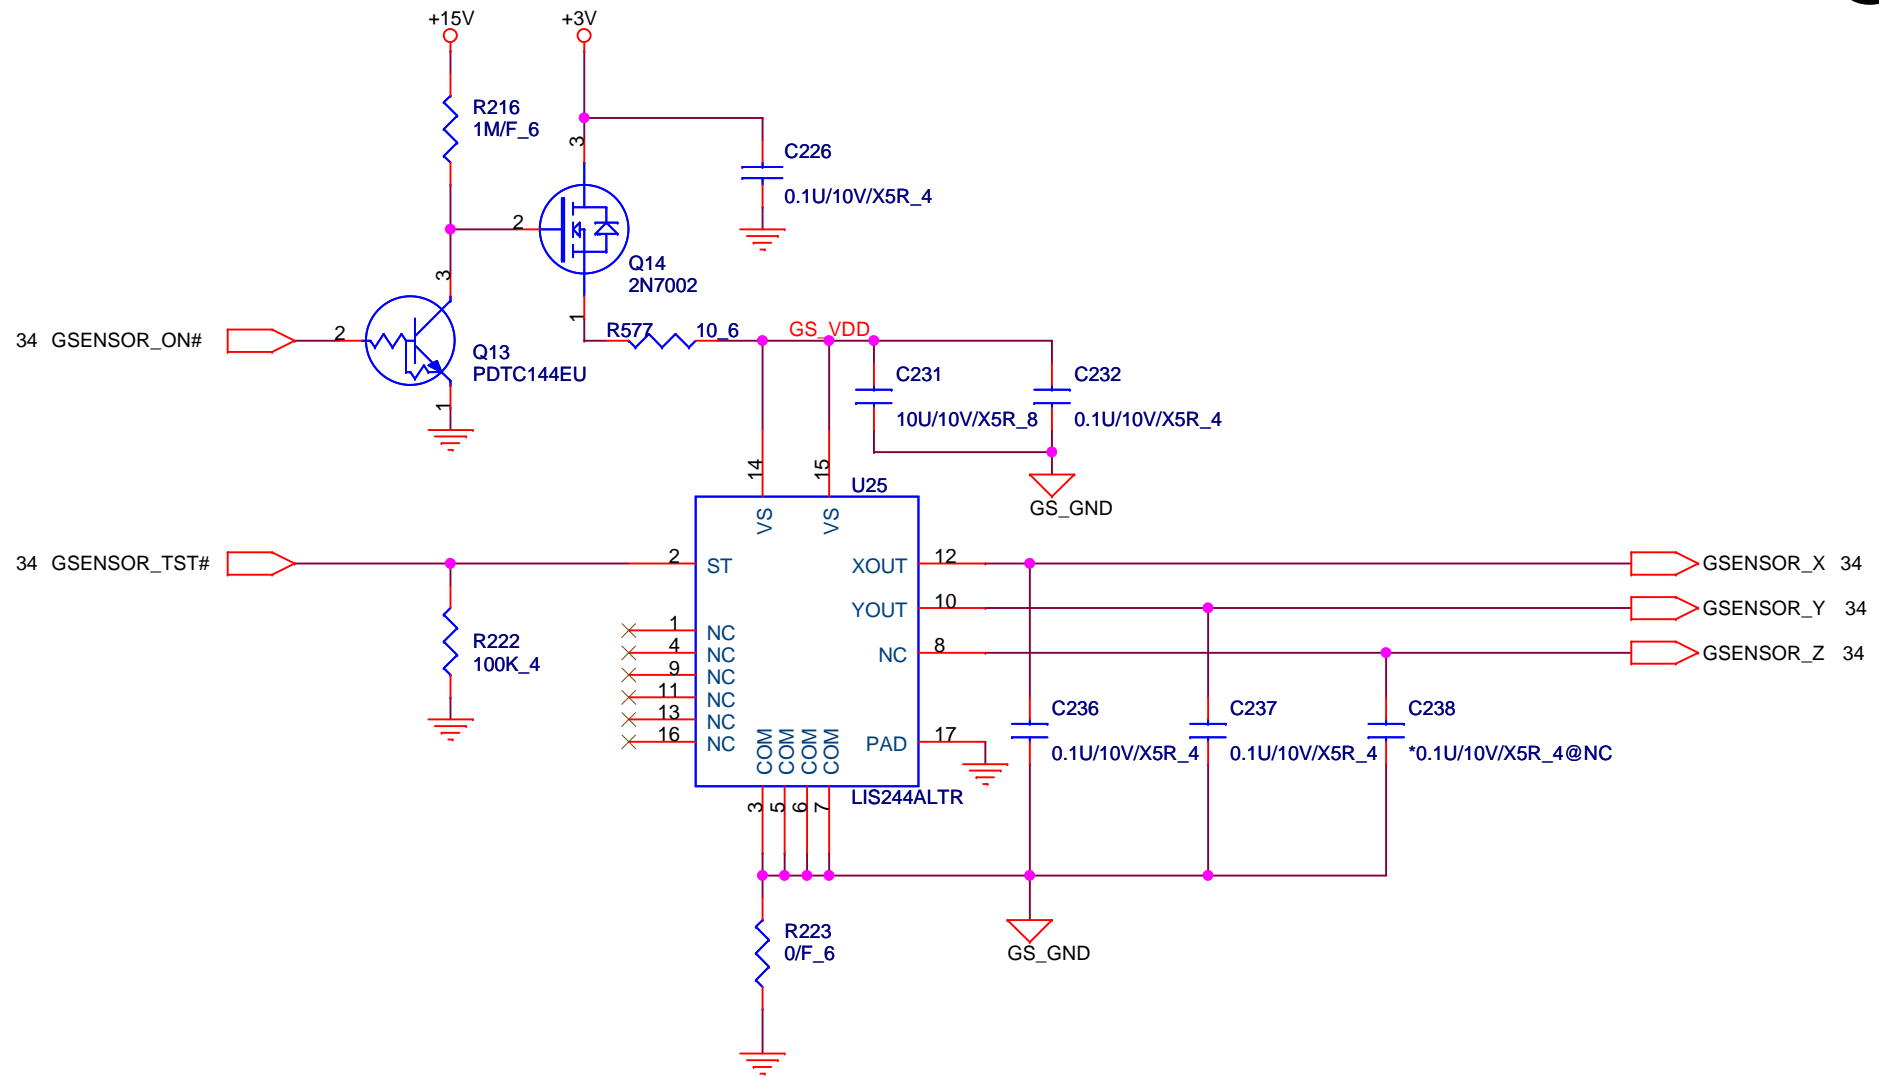 +15V
+3V
R216
1M/F_6
3
C226
0.1U/10V/X5R_4
2
Q14
2N7002
3
1
34 GSENSOR_ON#
2
Q13
PDTC144EU
1
R577 10_6
GS_VDD
C231
10U/10V/X5R_8
C232
0.1U/10V/X5R_4
GS_GND
14
15
U25
VS
VS
34 GSENSOR_TST#
2
ST
XOUT
12
GSENSOR_X 34
YOUT
10
GSENSOR_Y 34
R222
100K_4
1
NC
4
NC
9
NC
11
NC
13
NC
16
NC
NC
8
GSENSOR_Z 34
COM
COM
COM
COM
PAD
17
C236
0.1U/10V/X5R_4
C237
0.1U/10V/X5R_4
C238
*0.1U/10V/X5R_4@NC
LIS244ALTR
3
5
6
7
R223
0/F_6
GS_GND